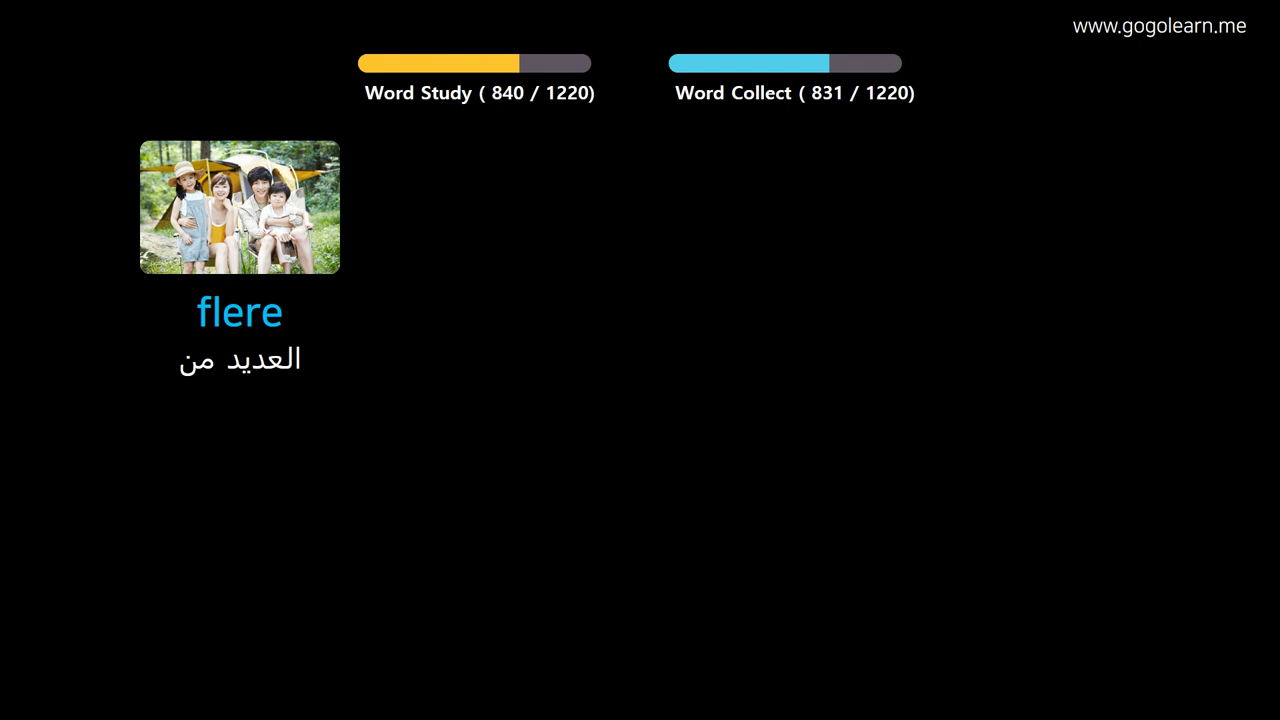 www.gogolearn.me
Word Study ( 840 / 1220)
Word Collect ( 831 / 1220)
flere
العديد من